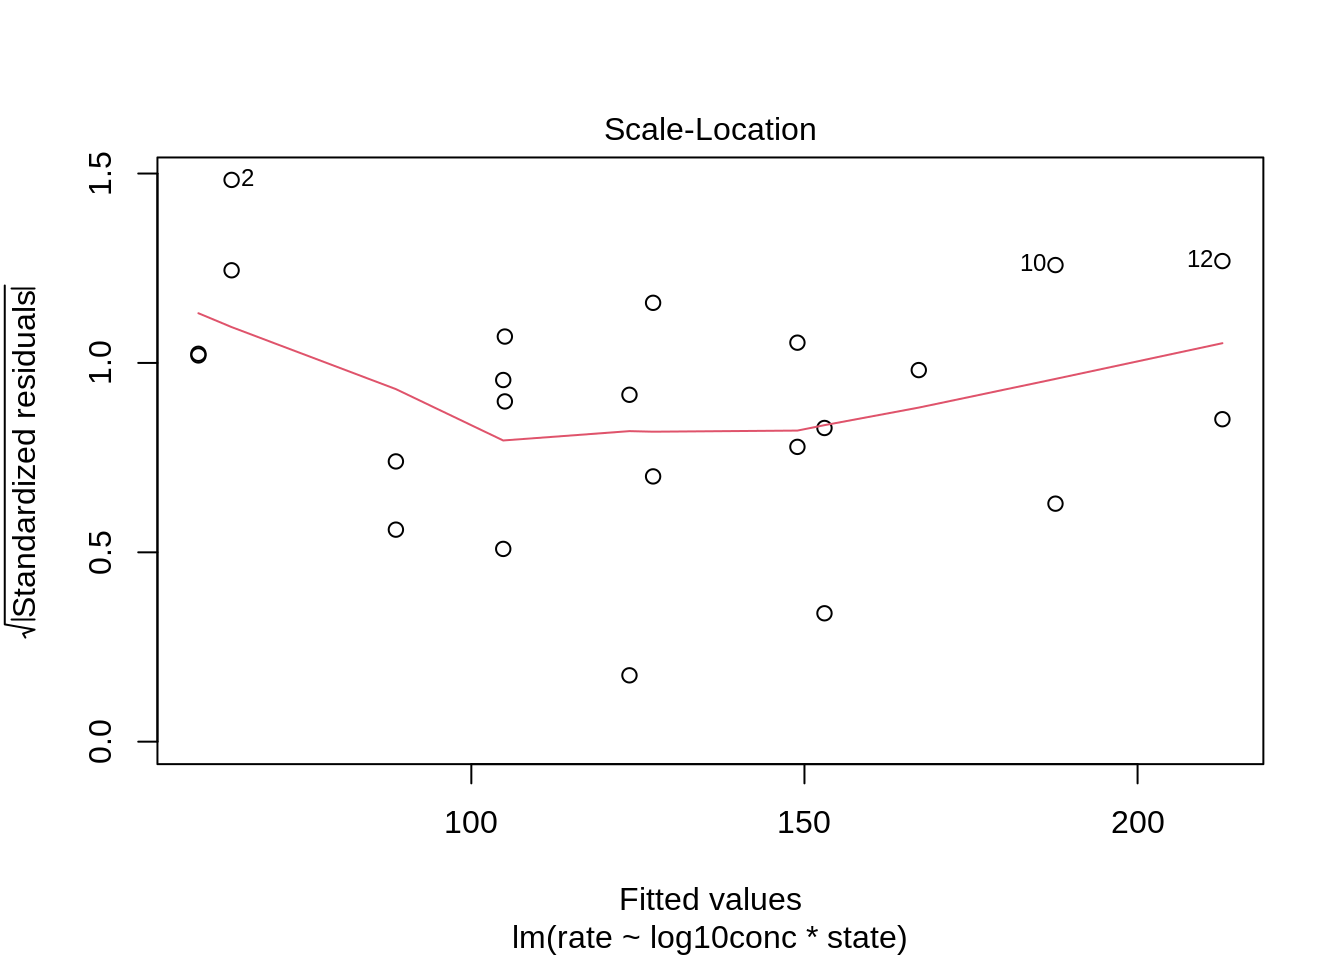 Scale-Location
√|Standardized residuals|
1.5
1.0
0.5
0.0
2
10
12
100 150 200
Fitted values
lm(rate ~ log10conc * state)